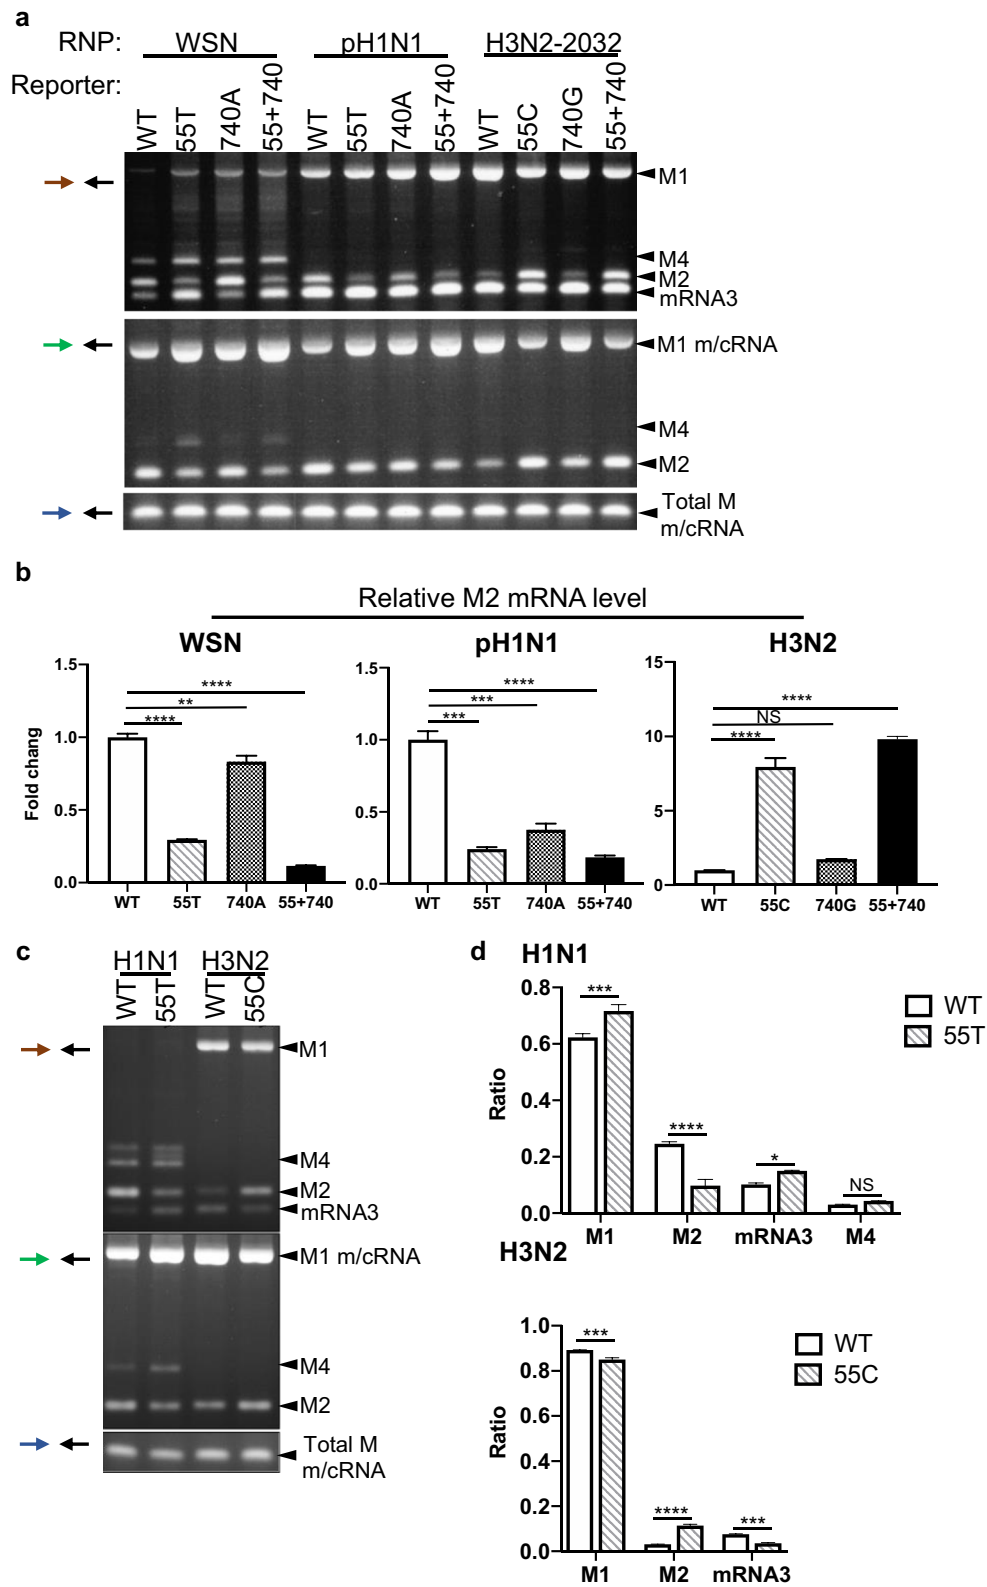 a
RNP: WSN pH1N1 H3N2-2032
Reporter: WT 55T 740A 55+740 WT 55T 740A 55+740 WT 55C 740G 55+740
M1
M4
M2
mRNA3
M1 m/cRNA
M4
M2
Total M
m/cRNA
b
Relative M2 mRNA level
WSN pH1N1 H3N2
Fold chang
1.5
1.0
0.5
0.0
****
**
****
WT 55T 740A 55+740
1.5
1.0
0.5
0.0
****
***
***
WT 55T 740A 55+740
15
10
5
0
****
NS
****
WT 55C 740G 55+740
c
H1N1 H3N2
WT 55T WT 55C
M1
M4
M2
mRNA3
M1 m/cRNA
M4
M2
Total M
m/cRNA
d H1N1
Ratio
0.8
0.6
0.4
0.2
0.0
***
****
*
NS
M1 M2 mRNA3 M4
WT
55T
H3N2
Ratio
1.0
0.8
0.6
0.4
0.2
0.0
***
****
***
M1 M2 mRNA3
WT
55C